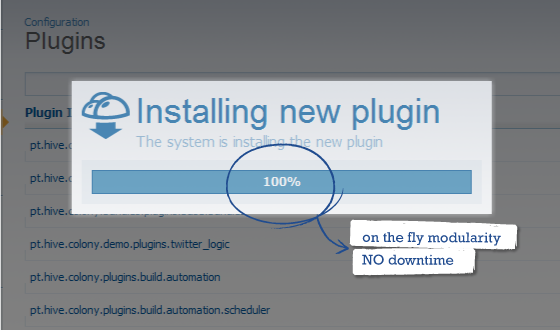 Configuration
Plugins
Installing new plugin
The system is installing the new plugin
Plugin
pt.hive.
pt.hive.
100%
pt.hive.
on the fly modularity
pt.hive.colony.demo.plugins.twitter_logic
NO downtime
pt.hive.colony.plugins.build.automation
pt.hive.colony.plugins.build.automation.scheduler